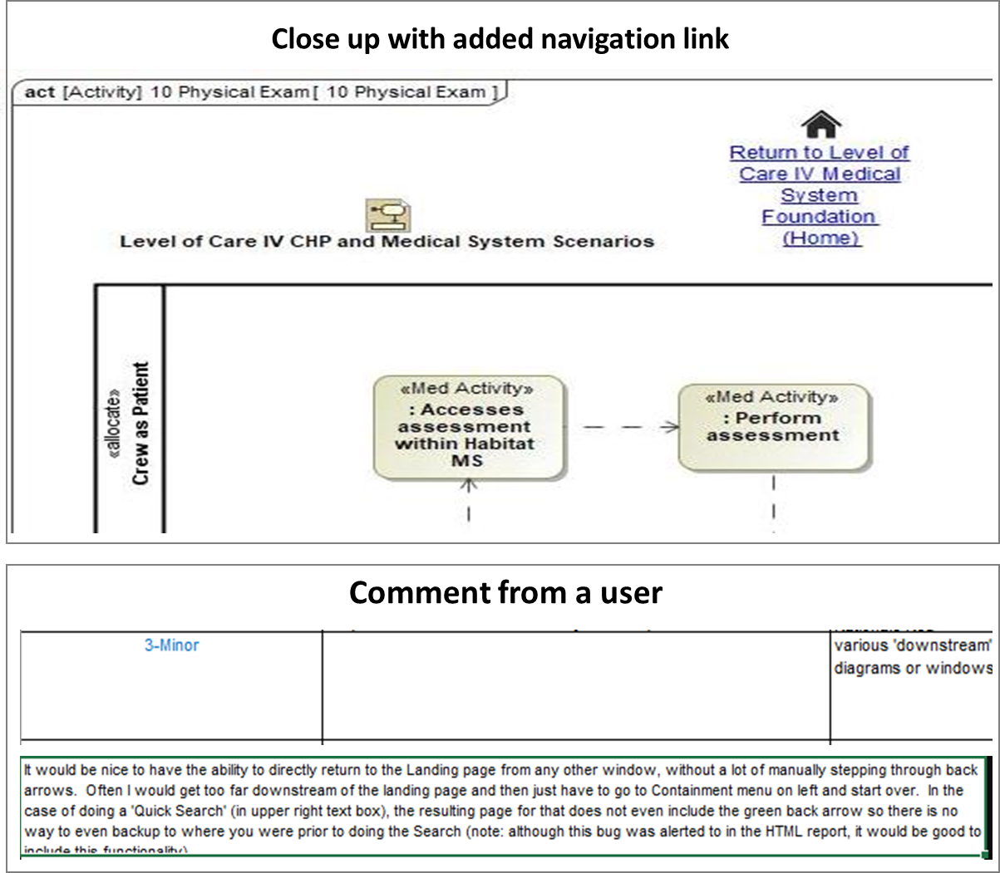 Close up with added navigation link
act [Activity] 10 Physical Exam[ 10 Physical Exam ]
Return to Level of
Care IV Medical
System
Foundation
(Home)
Level of Care IV CHP and Medical System Scenarios
«allocate»
Crew as Patient
«Med Activity»
: Accesses
assessment
within Habitat
MS
«Med Activity»
: Perform
assessment
Comment from a user
3-Minor
various 'downstream'
diagrams or windows
It would be nice to have the ability to directly return to the Landing page from any other window, without a lot of manually stepping through back
arrows.  Often I would get too far downstream of the landing page and then just have to go to Containment menu on left and start over.  In the
case of doing a 'Quick Search' (in upper right text box), the resulting page for that does not even include the green back arrow so there is no
way to even backup to where you were prior to doing the Search (note: although this bug was alerted to in the HTML report, it would be good to
include this functionality)